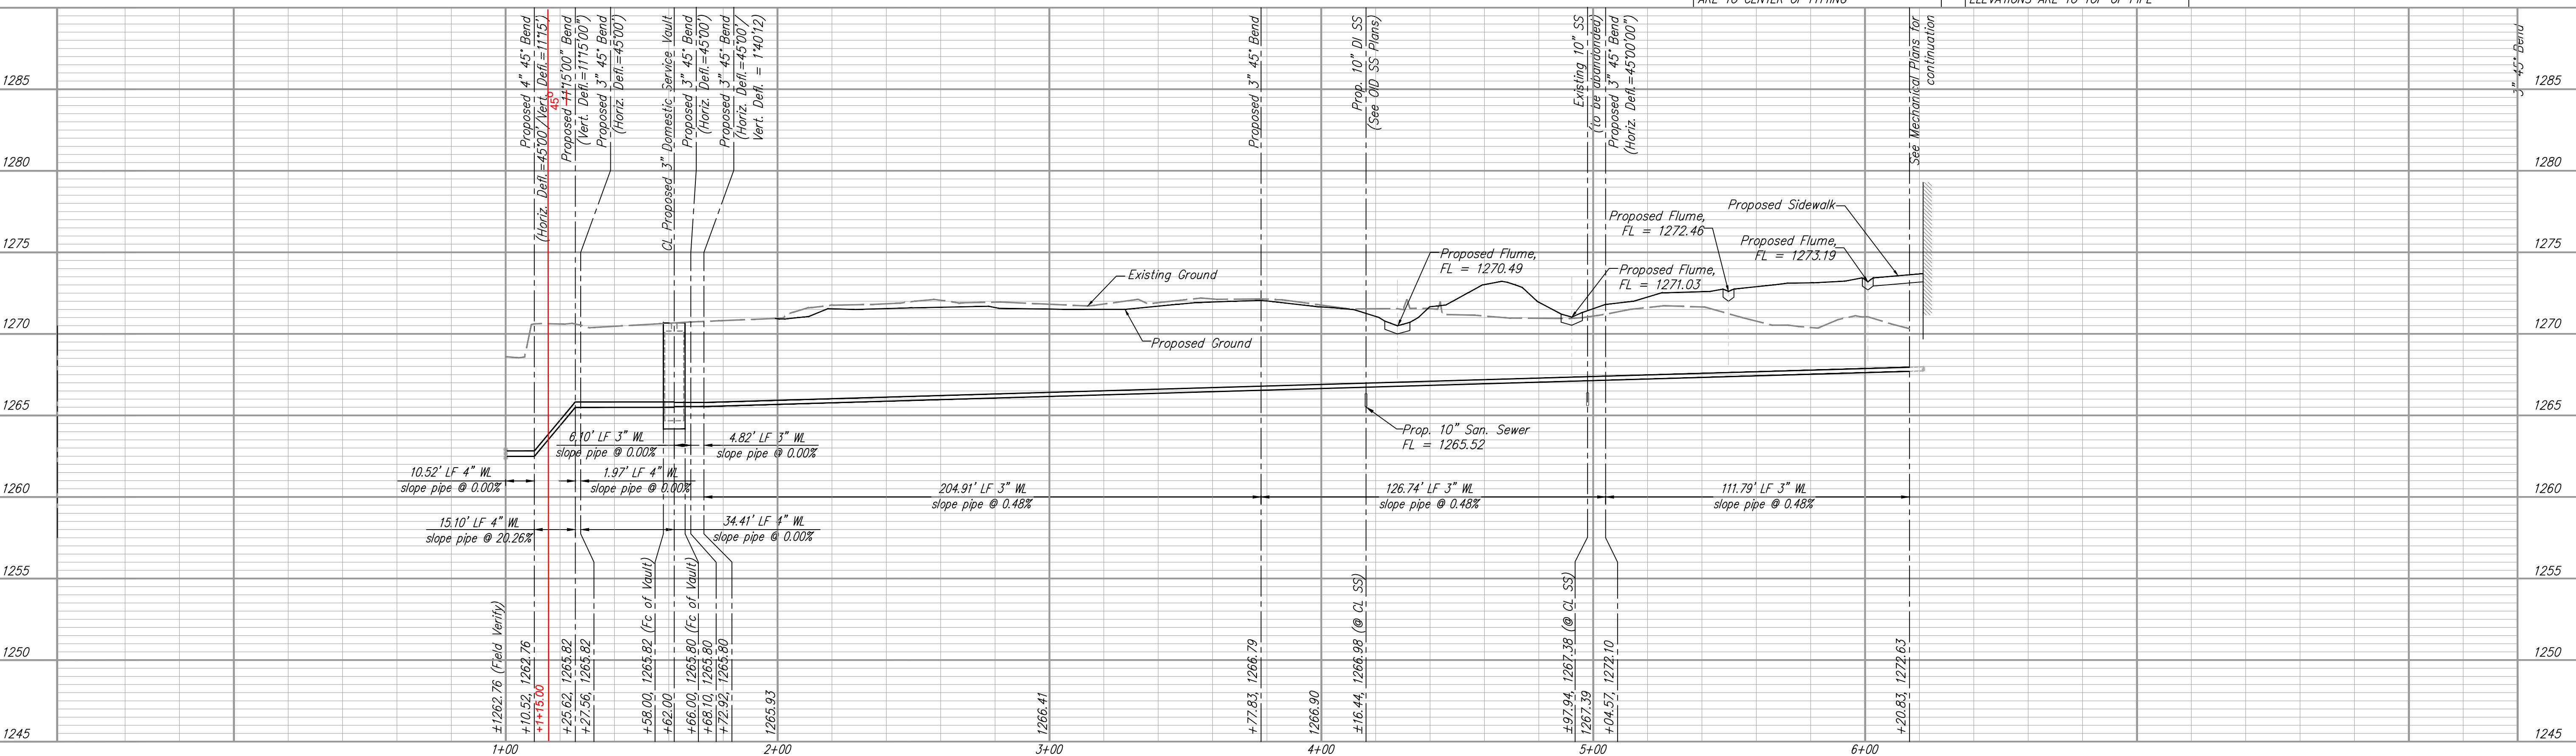 ARE TO CENTER OF FITTING
ELEVATIONS ARE TO TOP OF PIPE
Proposed 4" 45° Bend
(Horiz. Defl.=45°00'/Vert. Defl.=11°15')
45°
Proposed 11°15'00" Bend
(Vert. Defl.=11°15'00")
Proposed 3" 45° Bend
(Horiz. Defl.=45°00')
CL Proposed 3" Domestic Service Vault
Proposed 3" 45° Bend
(Horiz. Defl.=45°00')
Proposed 3" 45° Bend
(Horiz. Defl.=45°00'/
Vert. Defl. = 1°40'12)
Proposed 3" 45° Bend
Prop. 10" DI SS
(See OID SS Plans)
Existing 10" SS
(to be abandoned)
Proposed 3" 45° Bend
(Horiz. Defl.=45°00'00")
See Mechanical Plans for
continuation
3" 45° Bend
1285
1285
1280
1280
1275
1275
1270
1270
1265
1265
1260
1260
1255
1255
1250
1250
1245
1245
Existing Ground
Proposed Ground
Proposed Flume,
FL = 1270.49
Proposed Flume,
FL = 1271.03
Proposed Flume,
FL = 1272.46
Proposed Flume,
FL = 1273.19
Proposed Sidewalk
Prop. 10" San. Sewer
FL = 1265.52
6.10' LF 3" WL
slope pipe @ 0.00%
4.82' LF 3" WL
slope pipe @ 0.00%
10.52' LF 4" WL
slope pipe @ 0.00%
1.97' LF 4" WL
slope pipe @ 0.00%
204.91' LF 3" WL
slope pipe @ 0.48%
126.74' LF 3" WL
slope pipe @ 0.48%
111.79' LF 3" WL
slope pipe @ 0.48%
15.10' LF 4" WL
slope pipe @ 20.26%
34.41' LF 4" WL
slope pipe @ 0.00%
±1262.76 (Field Verify)
+10.52, 1262.76
+1+15.00
+25.62, 1265.82
+27.56, 1265.82
+58.00, 1265.82 (Fc of Vault)
+62.00
+66.00, 1265.80 (Fc of Vault)
+68.10, 1265.80
+72.92, 1265.80
1265.93
1266.41
+77.83, 1266.79
1266.90
±16.44, 1266.98 (@ CL SS)
±97.94, 1267.38 (@ CL SS)
1267.39
+04.57, 1272.10
+20.83, 1272.63
1+00
2+00
3+00
4+00
5+00
6+00